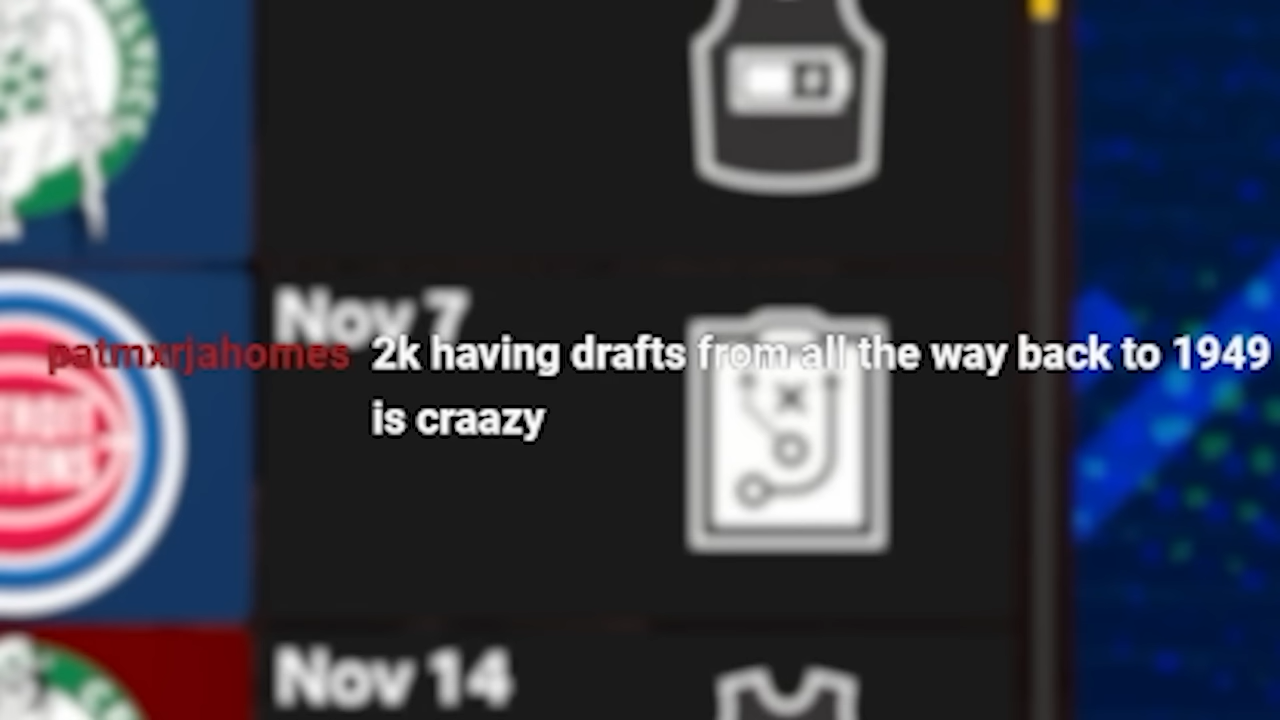 Nov 7
patmxrjahomes 2k having drafts from all the way back to 1949
is craazy
Nov 14